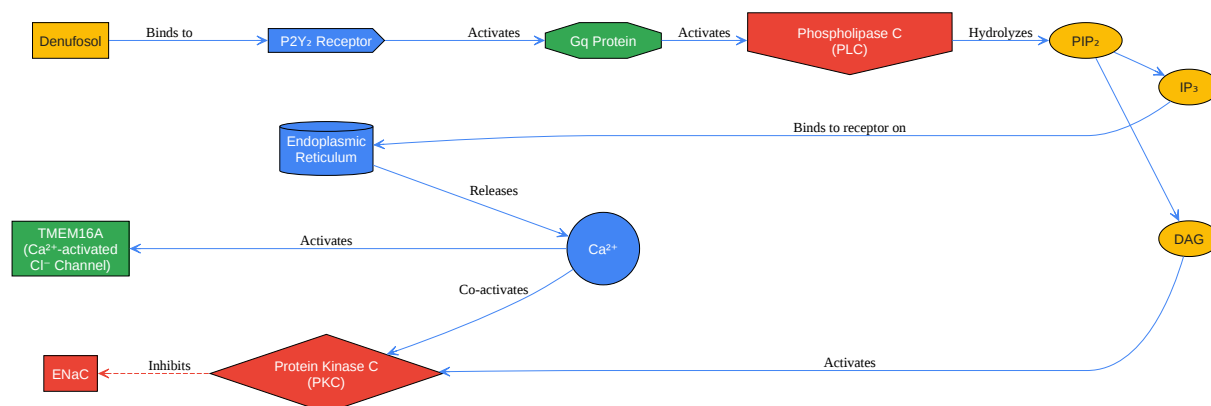 Denufosol
Binds to
P2Y₂ Receptor
Activates
Gq Protein
Activates
Phospholipase C
(PLC)
Hydrolyzes
PIP₂
IP₃
Binds to receptor on
Endoplasmic
Reticulum
Releases
Ca²⁺
Activates
TMEM16A
(Ca²⁺-activated
Cl⁻ Channel)
DAG
Co-activates
Activates
Protein Kinase C
(PKC)
Inhibits
ENaC